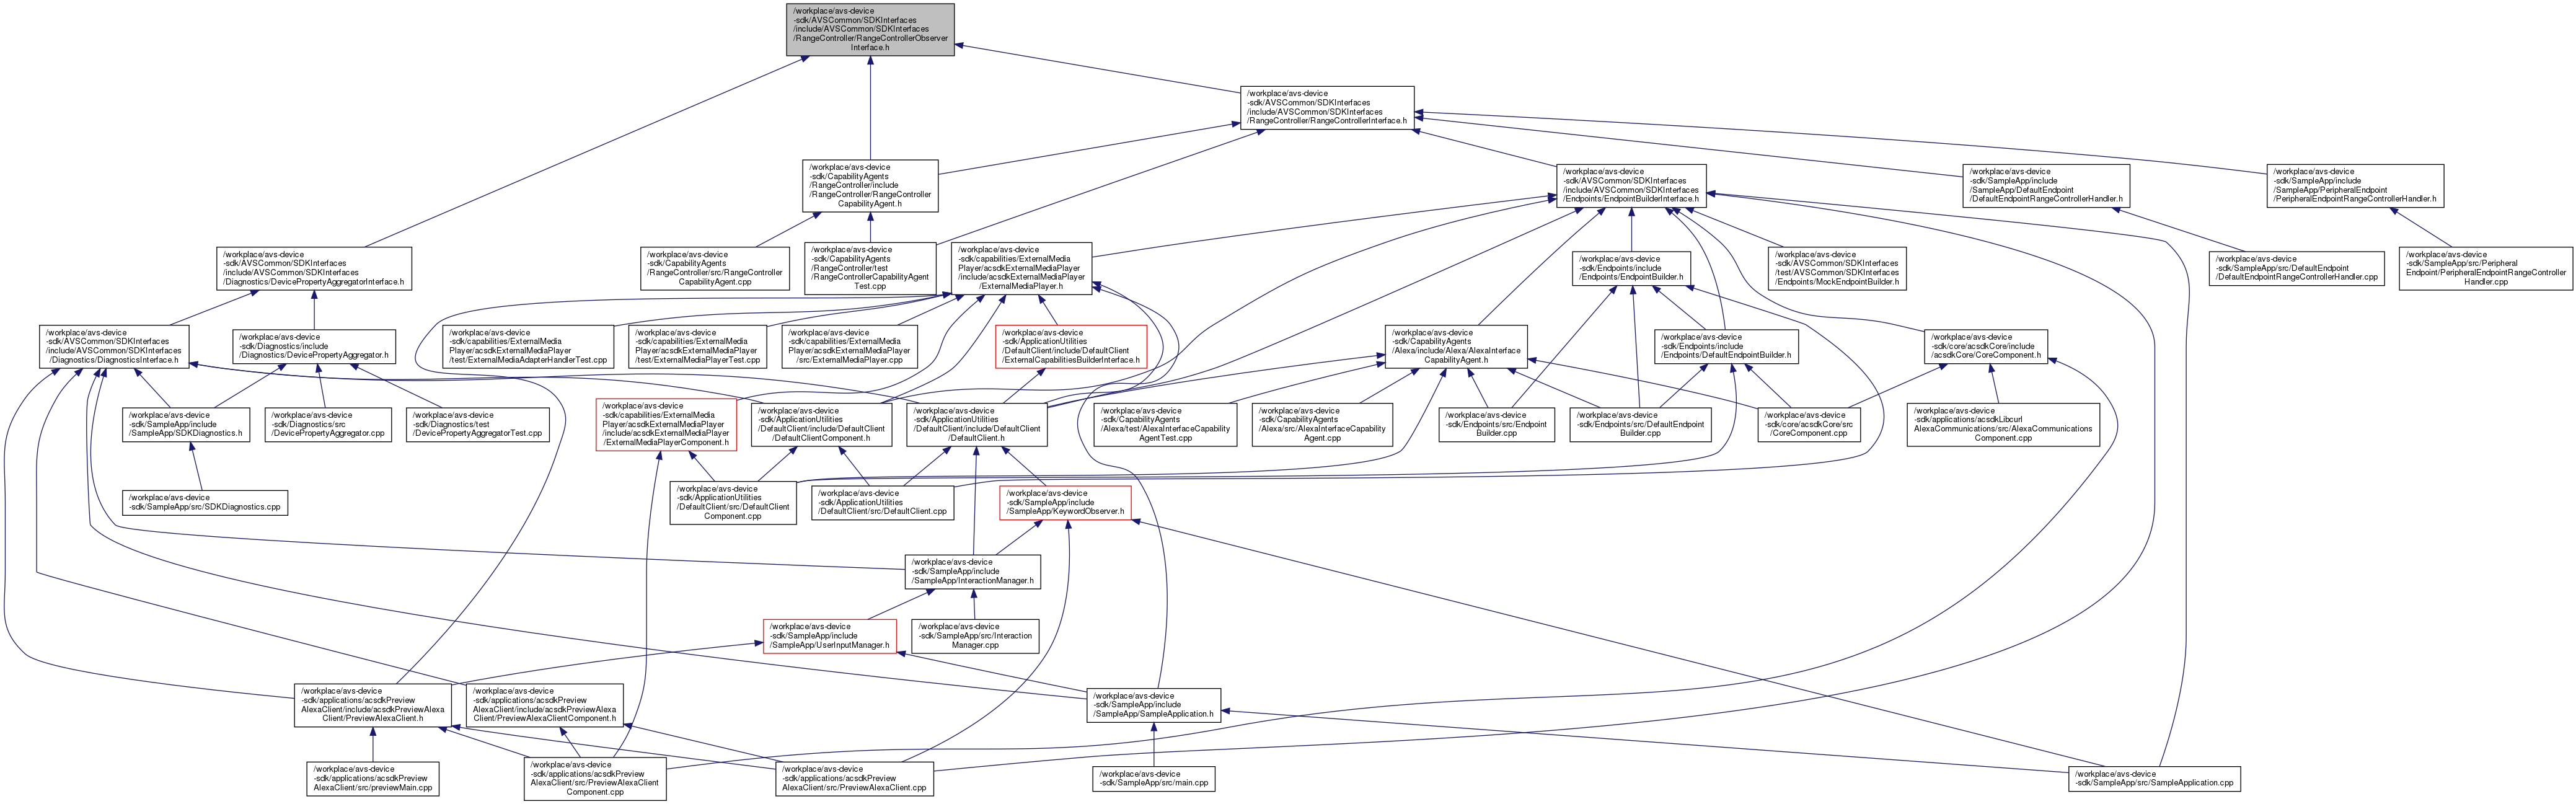 /workplace/avs-device
-sdk/AVSCommon/SDKInterfaces
/include/AVSCommon/SDKInterfaces
/RangeController/RangeControllerObserver
Interface.h
/workplace/avs-device
-sdk/AVSCommon/SDKInterfaces
/include/AVSCommon/SDKInterfaces
/RangeController/RangeControllerInterface.h
/workplace/avs-device
-sdk/CapabilityAgents
/RangeController/include
/RangeController/RangeController
CapabilityAgent.h
/workplace/avs-device
-sdk/AVSCommon/SDKInterfaces
/include/AVSCommon/SDKInterfaces
/Endpoints/EndpointBuilderInterface.h
/workplace/avs-device
-sdk/SampleApp/include
/SampleApp/DefaultEndpoint
/DefaultEndpointRangeControllerHandler.h
/workplace/avs-device
-sdk/SampleApp/include
/SampleApp/PeripheralEndpoint
/PeripheralEndpointRangeControllerHandler.h
/workplace/avs-device
-sdk/AVSCommon/SDKInterfaces
/include/AVSCommon/SDKInterfaces
/Diagnostics/DevicePropertyAggregatorInterface.h
/workplace/avs-device
-sdk/CapabilityAgents
/RangeController/src/RangeController
CapabilityAgent.cpp
/workplace/avs-device
-sdk/CapabilityAgents
/RangeController/test
/RangeControllerCapabilityAgent
Test.cpp
/workplace/avs-device
-sdk/capabilities/ExternalMedia
Player/acsdkExternalMediaPlayer
/include/acsdkExternalMediaPlayer
/ExternalMediaPlayer.h
/workplace/avs-device
-sdk/Endpoints/include
/Endpoints/EndpointBuilder.h
/workplace/avs-device
-sdk/AVSCommon/SDKInterfaces
/test/AVSCommon/SDKInterfaces
/Endpoints/MockEndpointBuilder.h
/workplace/avs-device
-sdk/SampleApp/src/DefaultEndpoint
/DefaultEndpointRangeControllerHandler.cpp
/workplace/avs-device
-sdk/SampleApp/src/Peripheral
Endpoint/PeripheralEndpointRangeController
Handler.cpp
/workplace/avs-device
-sdk/AVSCommon/SDKInterfaces
/include/AVSCommon/SDKInterfaces
/Diagnostics/DiagnosticsInterface.h
/workplace/avs-device
-sdk/Diagnostics/include
/Diagnostics/DevicePropertyAggregator.h
/workplace/avs-device
-sdk/capabilities/ExternalMedia
Player/acsdkExternalMediaPlayer
/test/ExternalMediaAdapterHandlerTest.cpp
/workplace/avs-device
-sdk/capabilities/ExternalMedia
Player/acsdkExternalMediaPlayer
/test/ExternalMediaPlayerTest.cpp
/workplace/avs-device
-sdk/capabilities/ExternalMedia
Player/acsdkExternalMediaPlayer
/src/ExternalMediaPlayer.cpp
/workplace/avs-device
-sdk/ApplicationUtilities
/DefaultClient/include/DefaultClient
/ExternalCapabilitiesBuilderInterface.h
/workplace/avs-device
-sdk/CapabilityAgents
/Alexa/include/Alexa/AlexaInterface
CapabilityAgent.h
/workplace/avs-device
-sdk/Endpoints/include
/Endpoints/DefaultEndpointBuilder.h
/workplace/avs-device
-sdk/core/acsdkCore/include
/acsdkCore/CoreComponent.h
/workplace/avs-device
-sdk/SampleApp/include
/SampleApp/SDKDiagnostics.h
/workplace/avs-device
-sdk/Diagnostics/src
/DevicePropertyAggregator.cpp
/workplace/avs-device
-sdk/Diagnostics/test
/DevicePropertyAggregatorTest.cpp
/workplace/avs-device
-sdk/capabilities/ExternalMedia
Player/acsdkExternalMediaPlayer
/include/acsdkExternalMediaPlayer
/ExternalMediaPlayerComponent.h
/workplace/avs-device
-sdk/ApplicationUtilities
/DefaultClient/include/DefaultClient
/DefaultClientComponent.h
/workplace/avs-device
-sdk/ApplicationUtilities
/DefaultClient/include/DefaultClient
/DefaultClient.h
/workplace/avs-device
-sdk/CapabilityAgents
/Alexa/test/AlexaInterfaceCapability
AgentTest.cpp
/workplace/avs-device
-sdk/CapabilityAgents
/Alexa/src/AlexaInterfaceCapability
Agent.cpp
/workplace/avs-device
-sdk/Endpoints/src/Endpoint
Builder.cpp
/workplace/avs-device
-sdk/Endpoints/src/DefaultEndpoint
Builder.cpp
/workplace/avs-device
-sdk/core/acsdkCore/src
/CoreComponent.cpp
/workplace/avs-device
-sdk/applications/acsdkLibcurl
AlexaCommunications/src/AlexaCommunications
Component.cpp
/workplace/avs-device
-sdk/SampleApp/src/SDKDiagnostics.cpp
/workplace/avs-device
-sdk/ApplicationUtilities
/DefaultClient/src/DefaultClient
Component.cpp
/workplace/avs-device
-sdk/ApplicationUtilities
/DefaultClient/src/DefaultClient.cpp
/workplace/avs-device
-sdk/SampleApp/include
/SampleApp/KeywordObserver.h
/workplace/avs-device
-sdk/SampleApp/include
/SampleApp/InteractionManager.h
/workplace/avs-device
-sdk/SampleApp/include
/SampleApp/UserInputManager.h
/workplace/avs-device
-sdk/SampleApp/src/Interaction
Manager.cpp
/workplace/avs-device
-sdk/applications/acsdkPreview
AlexaClient/include/acsdkPreviewAlexa
Client/PreviewAlexaClient.h
/workplace/avs-device
-sdk/applications/acsdkPreview
AlexaClient/include/acsdkPreviewAlexa
Client/PreviewAlexaClientComponent.h
/workplace/avs-device
-sdk/SampleApp/include
/SampleApp/SampleApplication.h
/workplace/avs-device
-sdk/applications/acsdkPreview
AlexaClient/src/previewMain.cpp
/workplace/avs-device
-sdk/applications/acsdkPreview
AlexaClient/src/PreviewAlexaClient
Component.cpp
/workplace/avs-device
-sdk/applications/acsdkPreview
AlexaClient/src/PreviewAlexaClient.cpp
/workplace/avs-device
-sdk/SampleApp/src/main.cpp
/workplace/avs-device
-sdk/SampleApp/src/SampleApplication.cpp